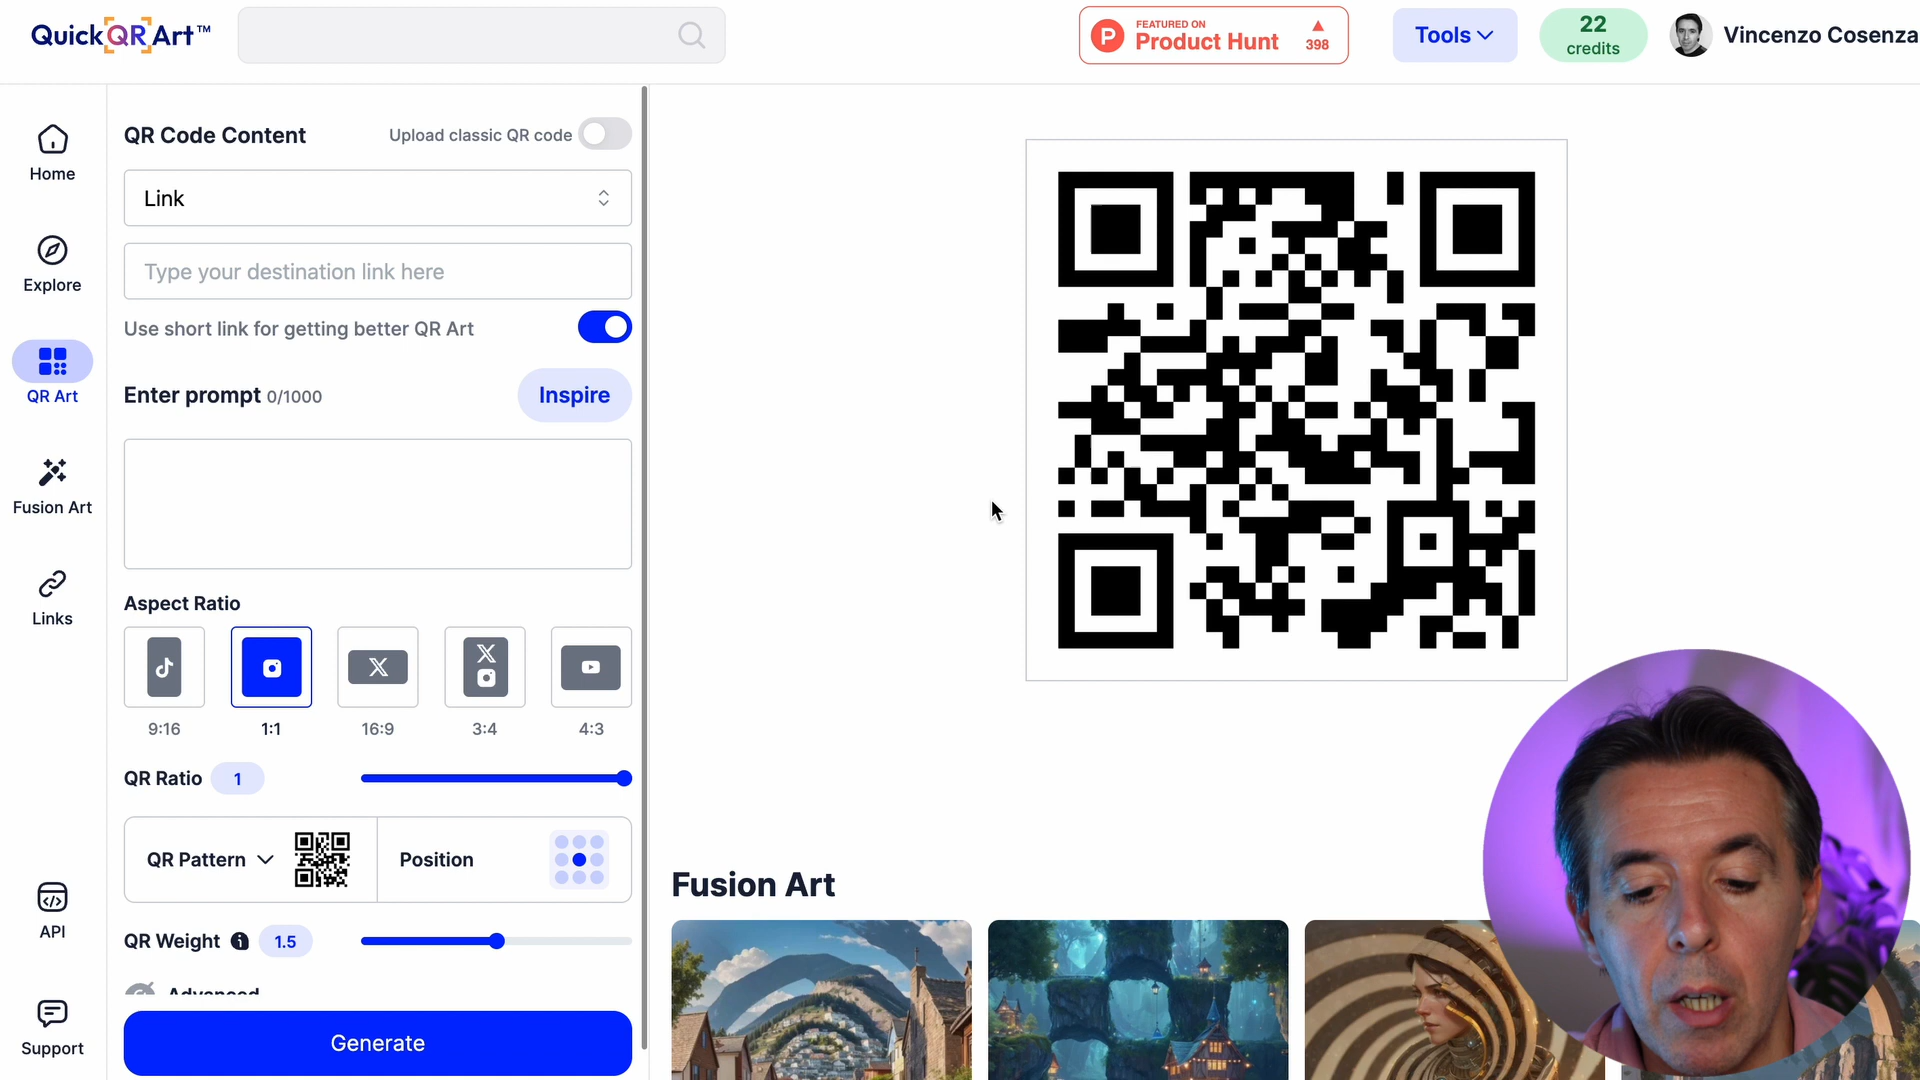 QuickQRArt™
FEATURED ON
Product Hunt
398
Tools
22
credits
Vincenzo Cosenza
Home
Explore
QR Art
Fusion Art
Links
API
Support
QR Code Content
Upload classic QR code
Link
Type your destination link here
Use short link for getting better QR Art
Enter prompt 0/1000
Inspire
Aspect Ratio
9:16
1:1
16:9
3:4
4:3
QR Ratio 1
QR Pattern
Position
QR Weight 1.5
Advanced
Generate
Fusion Art